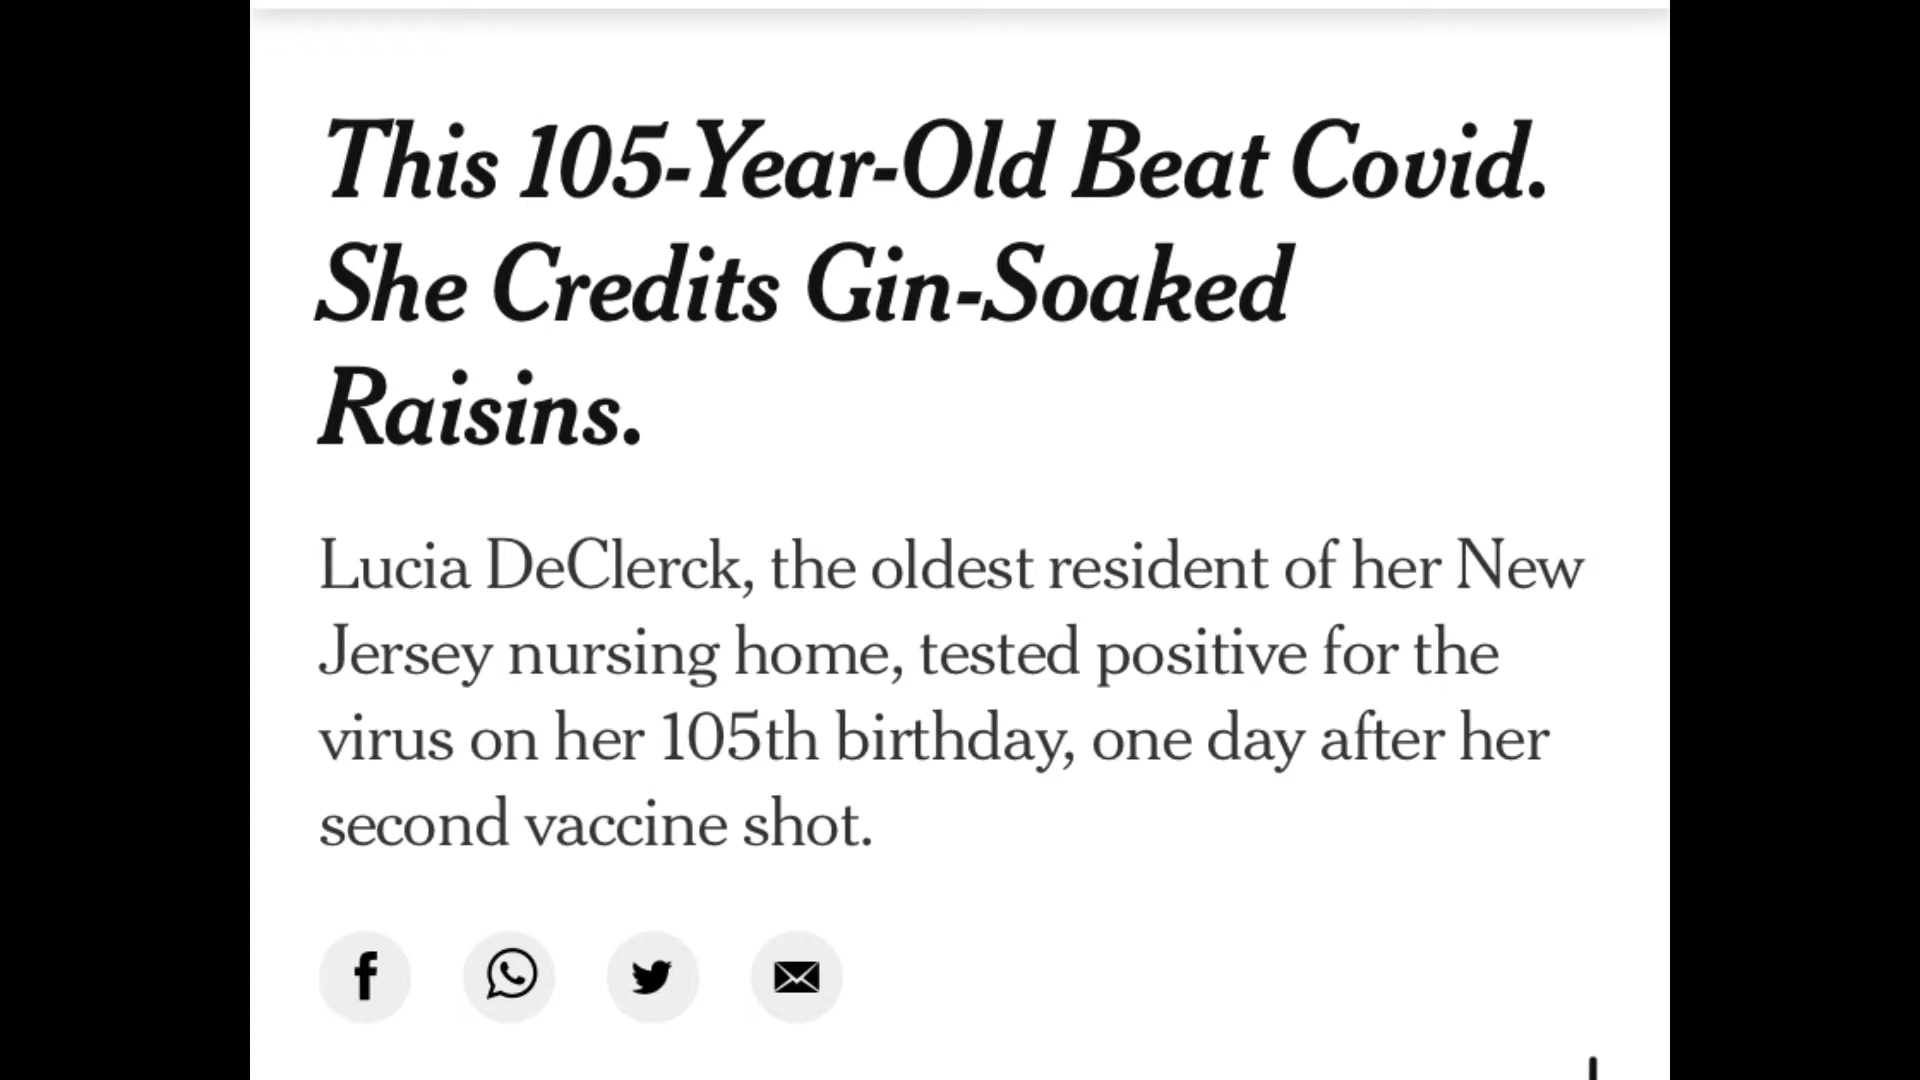 This 105-Year-Old Beat Covid.
She Credits Gin-Soaked
Raisins.
Lucia DeClerck, the oldest resident of her New
Jersey nursing home, tested positive for the
virus on her 105th birthday, one day after her
second vaccine shot.